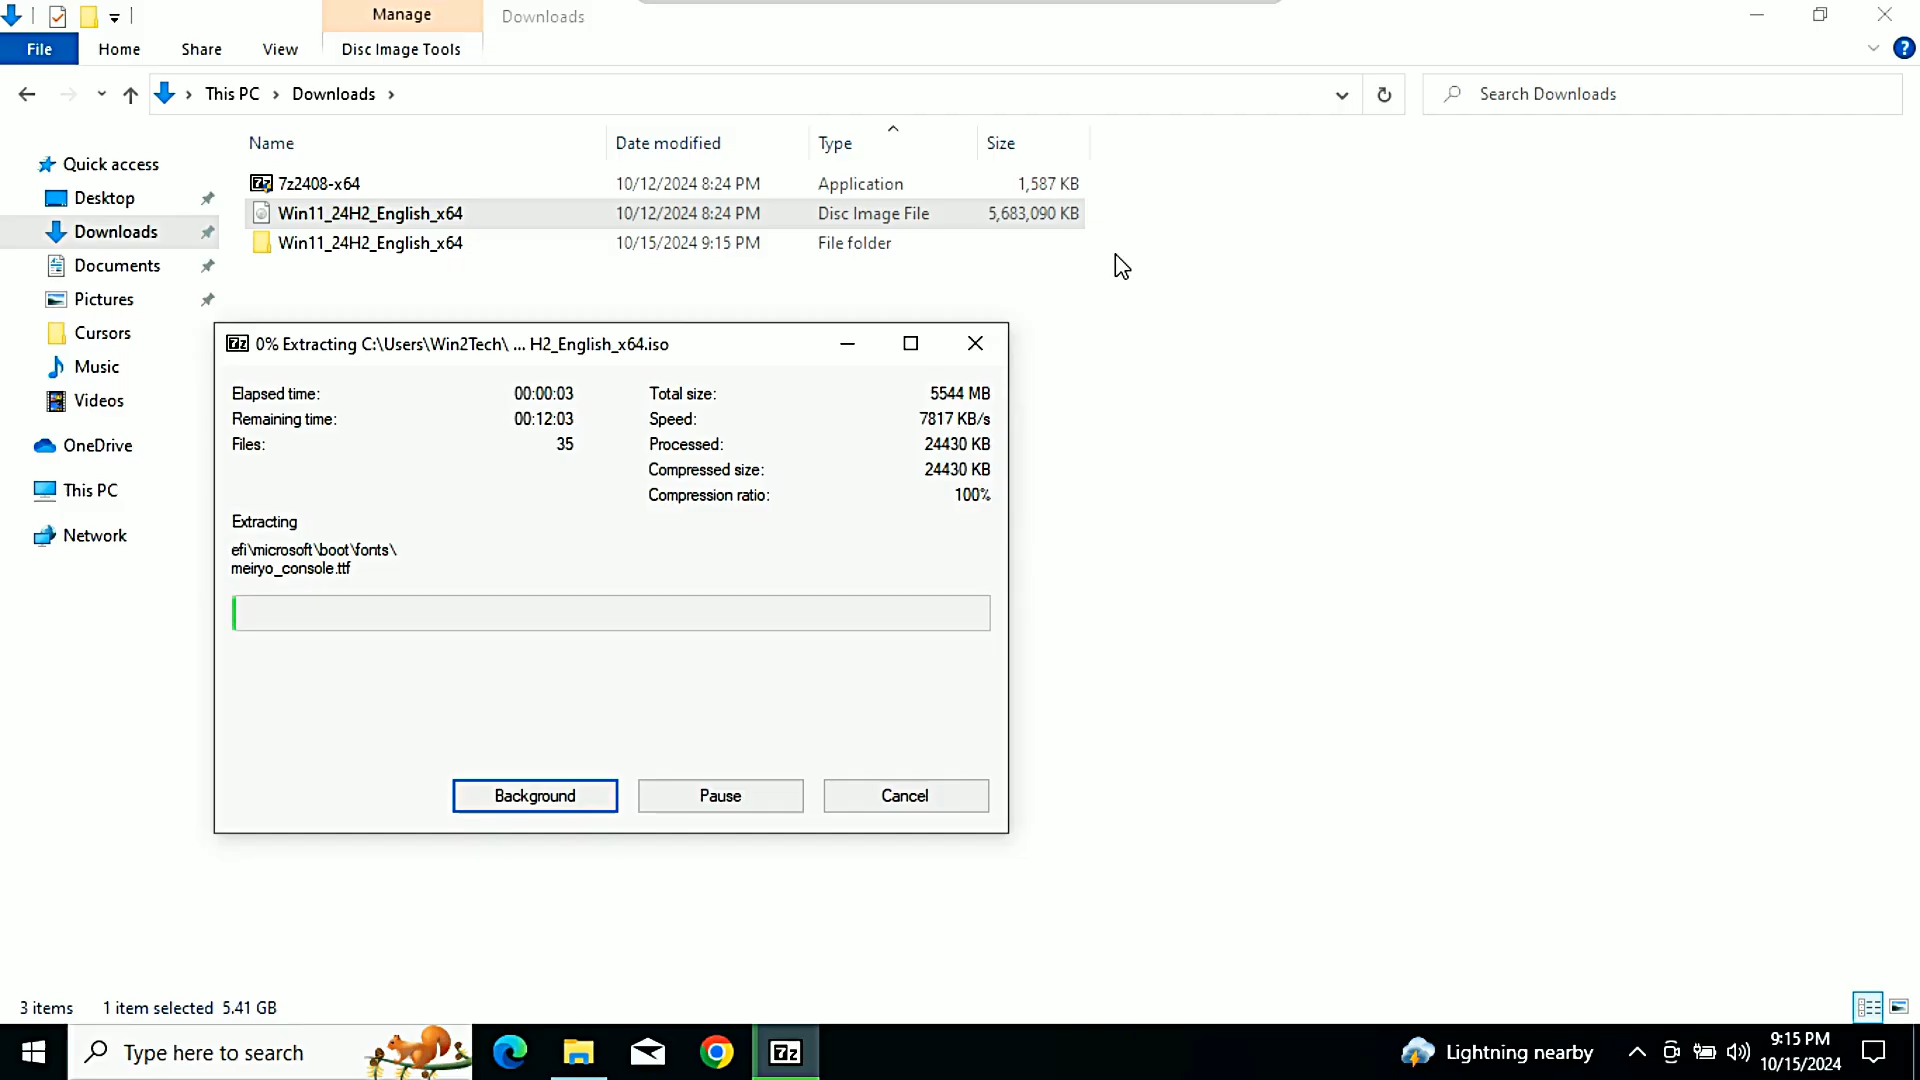 Manage
Downloads
File
Home
Share
View
Disc Image Tools
?
This PC
Downloads
Search Downloads
Name
Date modified
Type
Size
Quick access
Desktop
Downloads
Documents
Pictures
Cursors
Music
Videos
OneDrive
This PC
Network
7z2408-x64 10/12/2024 8:24 PM Application 1,587 KB
Win11_24H2_English_x64 10/12/2024 8:24 PM Disc Image File 5,683,090 KB
Win11_24H2_English_x64 10/15/2024 9:15 PM File folder
7z 0% Extracting C:\Users\Win2Tech\ ... H2_English_x64.iso
Elapsed time: 00:00:03
Remaining time: 00:12:03
Files: 35
Total size: 5544 MB
Speed: 7817 KB/s
Processed: 24430 KB
Compressed size: 24430 KB
Compression ratio: 100%
Extracting
efi\microsoft\boot\fonts\
meiryo_console.ttf
Background
Pause
Cancel
3 items
1 item selected 5.41 GB
Type here to search
7z
Lightning nearby
9:15 PM
10/15/2024